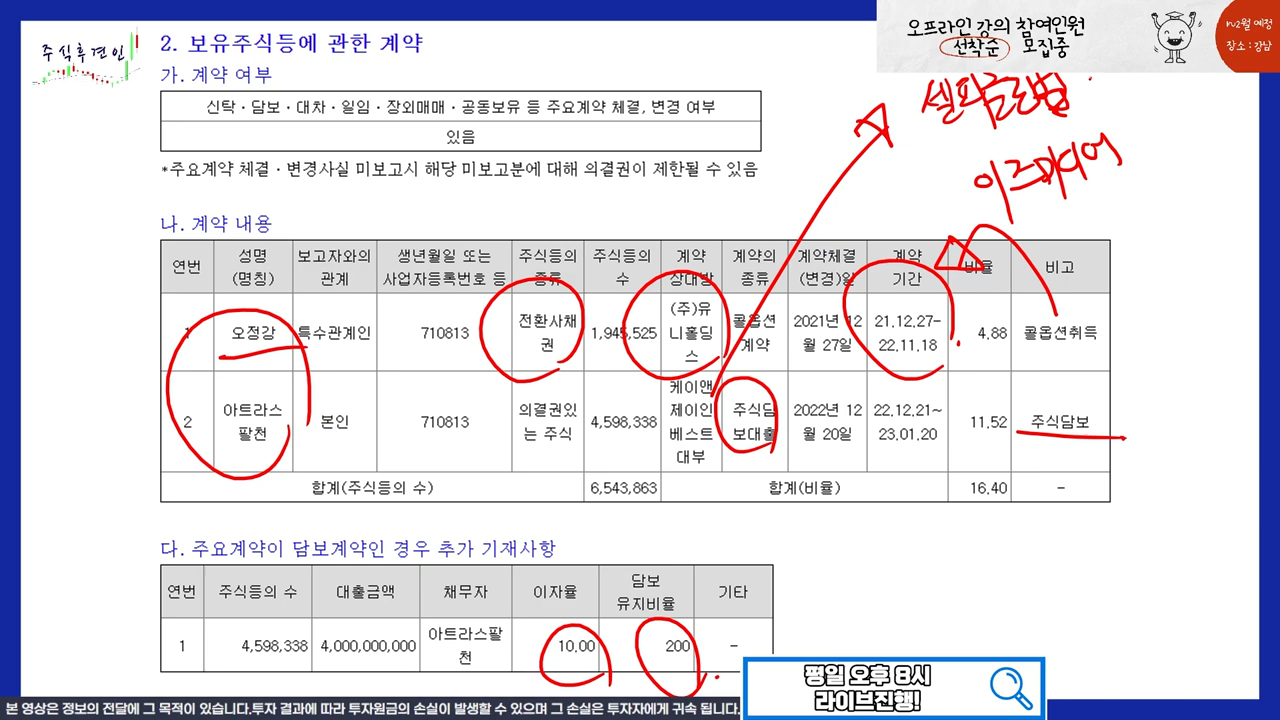 주식후견인
오프라인 강의 참여인원
선착순 모집중
장소 : 강남
2. 보유주식등에 관한 계약
가. 계약 여부
신탁·담보·대차·일임·장외매매·공동보유 등 주요계약 체결, 변경 여부
있음
*주요계약 체결·변경사실 미보고시 해당 미보고분에 대해 의결권이 제한될 수 있음
이즈미디어
나. 계약 내용
연번 성명 (명칭) 보고자와의 관계 생년월일 또는 사업자등록번호 등 주식등의 종류 주식등의 수 계약 상대방 계약의 종류 계약체결 (변경)일 계약 기간 비율 비고
1 오정강 특수관계인 710813 전환사채권 1,945,525 (주)유니홀딩스 콜옵션계약 2021년 12월 27일 21.12.27-22.11.18 4.88 콜옵션취득
2 아트라스팔천 본인 710813 의결권있는 주식 4,598,338 케이앤제이인베스트대부 주식담보대출 2022년 12월 20일 22.12.21~23.01.20 11.52 주식담보
합계(주식등의 수) 6,543,863 합계(비율) 16.40 -
다. 주요계약이 담보계약인 경우 추가 기재사항
연번 주식등의 수 대출금액 채무자 이자율 담보 유지비율 기타
1 4,598,338 4,000,000,000 아트라스팔천 10.00 200 -
평일 오후 8시
라이브진행!
본 영상은 정보의 전달에 그 목적이 있습니다.투자 결과에 따라 투자원금의 손실이 발생할 수 있으며 그 손실은 투자자에게 귀속 됩니다.